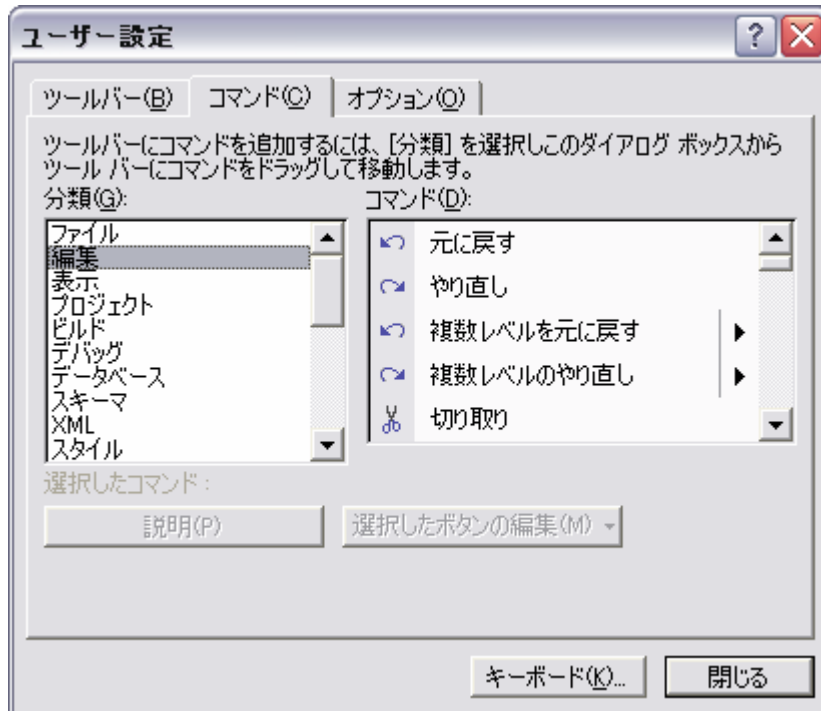 ユーザー設定
ツールバー(B) コマンド(C) オプション(O)
ツールバーにコマンドを追加するには、[分類] を選択しこのダイアログ ボックスから
ツール バーにコマンドをドラッグして移動します。
分類(G):
ファイル
編集
表示
プロジェクト
ビルド
デバッグ
データベース
スキーマ
XML
スタイル
コマンド(D):
元に戻す
やり直し
複数レベルを元に戻す
複数レベルのやり直し
切り取り
選択したコマンド :
説明(P) 選択したボタンの編集(M)
キーボード(K)... 閉じる